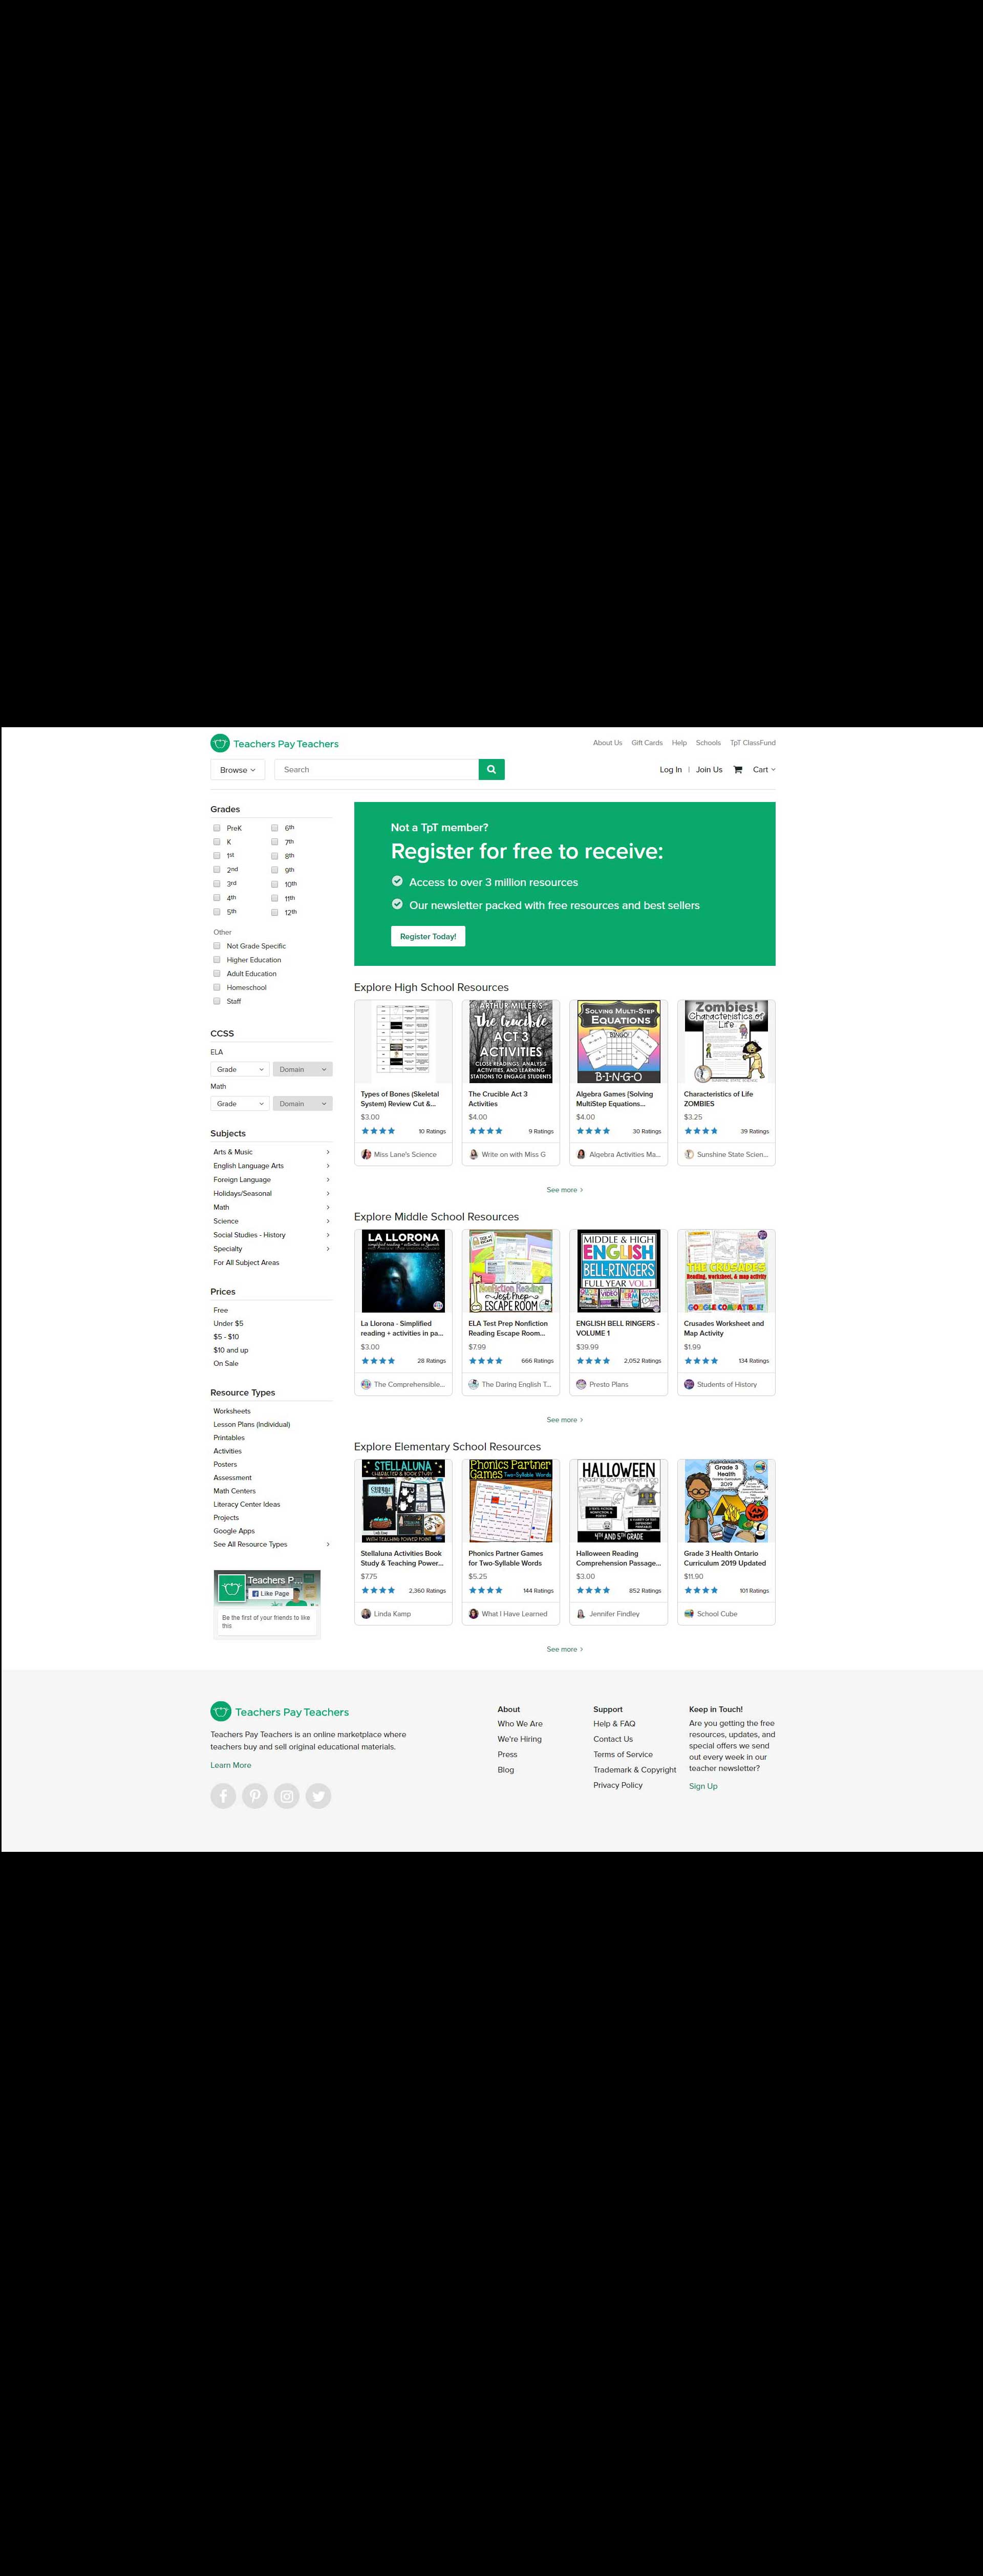 Teachers Pay Teachers
About Us Gift Cards Help Schools TpT ClassFund
Browse
Search
Log In | Join Us Cart
Grades
PreK 6th
K 7th
1st 8th
2nd 9th
3rd 10th
4th 11th
5th 12th
Other
Not Grade Specific
Higher Education
Adult Education
Homeschool
Staff
CCSS
ELA
Grade Domain
Math
Grade Domain
Subjects
Arts & Music
English Language Arts
Foreign Language
Holidays/Seasonal
Math
Science
Social Studies - History
Specialty
For All Subject Areas
Prices
Free
Under $5
$5 - $10
$10 and up
On Sale
Resource Types
Worksheets
Lesson Plans (Individual)
Printables
Activities
Posters
Assessment
Math Centers
Literacy Center Ideas
Projects
Google Apps
See All Resource Types
Teachers P...
Like Page
Be the first of your friends to like
this
Not a TpT member?
Register for free to receive:
Access to over 3 million resources
Our newsletter packed with free resources and best sellers
Register Today!
Explore High School Resources
Types of Bones (Skeletal
System) Review Cut &...
$3.00
10 Ratings
Miss Lane's Science
ARTHUR MILLER'S
The Crucible
ACT 3
ACTIVITIES
CLOSE READINGS, ANALYSIS
ACTIVITIES, AND LEARNING
STATIONS TO ENGAGE STUDENTS
The Crucible Act 3
Activities
$4.00
9 Ratings
Write on with Miss G
SOLVING MULTI-STEP
EQUATIONS
BINGO
B-I-N-G-O
Algebra Games {Solving
MultiStep Equations...
$4.00
30 Ratings
Algebra Activities Ma...
Zombies!
Characteristics of
Life
Characteristics of Life
ZOMBIES
$3.25
39 Ratings
Sunshine State Scien...
See more
Explore Middle School Resources
LA LLORONA
simplified reading + activities in Spanish
La Llorona - Simplified
reading + activities in pa...
$3.00
28 Ratings
The Comprehensible...
Nonfiction Reading
Test Prep
ESCAPE ROOM
ELA Test Prep Nonfiction
Reading Escape Room...
$7.99
666 Ratings
The Daring English T...
MIDDLE & HIGH
ENGLISH
BELL-RINGERS
FULL YEAR VOL.1
ENGLISH BELL RINGERS -
VOLUME 1
$39.99
2,052 Ratings
Presto Plans
THE CRUSADES
Reading, worksheet, & map activity
GOOGLE COMPATIBLE!
Crusades Worksheet and
Map Activity
$1.99
134 Ratings
Students of History
See more
Explore Elementary School Resources
STELLALUNA
CHARACTER & BOOK STUDY
WITH TEACHING POWER POINT
Stellaluna Activities Book
Study & Teaching Power...
$7.75
2,360 Ratings
Linda Kamp
Phonics Partner
Games Two-Syllable Words
Phonics Partner Games
for Two-Syllable Words
$5.25
144 Ratings
What I Have Learned
HALLOWEEN
reading comprehension
4TH AND 5TH GRADE
Halloween Reading
Comprehension Passage...
$3.00
852 Ratings
Jennifer Findley
Grade 3
Health
Ontario Curriculum
2019
Grade 3 Health Ontario
Curriculum 2019 Updated
$11.90
101 Ratings
School Cube
See more
Teachers Pay Teachers
Teachers Pay Teachers is an online marketplace where
teachers buy and sell original educational materials.
Learn More
About
Who We Are
We're Hiring
Press
Blog
Support
Help & FAQ
Contact Us
Terms of Service
Trademark & Copyright
Privacy Policy
Keep in Touch!
Are you getting the free
resources, updates, and
special offers we send
out every week in our
teacher newsletter?
Sign Up